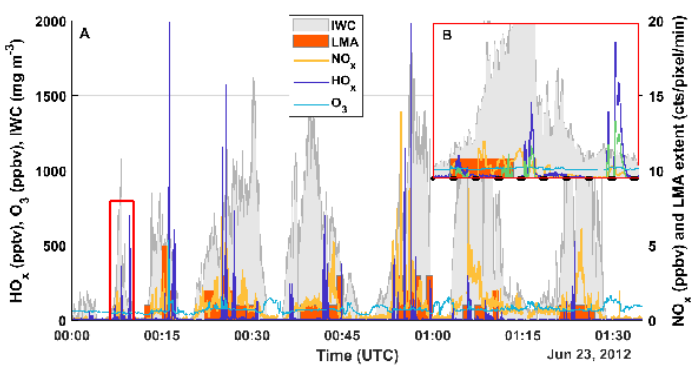 2000
1500
1000
500
0
HOx (pptv), O3 (ppbv), IWC (mg m-3)
A
IWC
LMA
NOx
HOx
O3
B
20
15
10
5
0
NOx (ppbv) and LMA extent (cts/pixel/min)
00:00 00:15 00:30 00:45 01:00 01:15 01:30
Time (UTC)
Jun 23, 2012